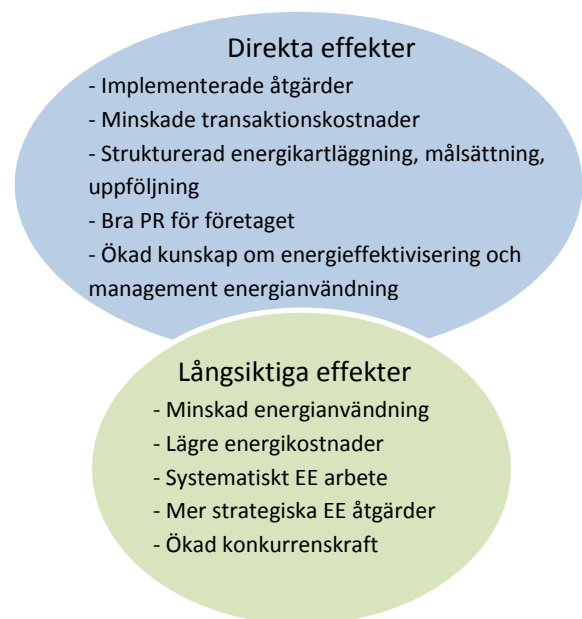 Direkta effekter
- Implementerade åtgärder
- Minskade transaktionskostnader
- Strukturerad energikartläggning, målsättning,
uppföljning
- Bra PR för företaget
- Ökad kunskap om energieffektivisering och
management energianvändning
Långsiktiga effekter
- Minskad energianvändning
- Lägre energikostnader
- Systematiskt EE arbete
- Mer strategiska EE åtgärder
- Ökad konkurrenskraft